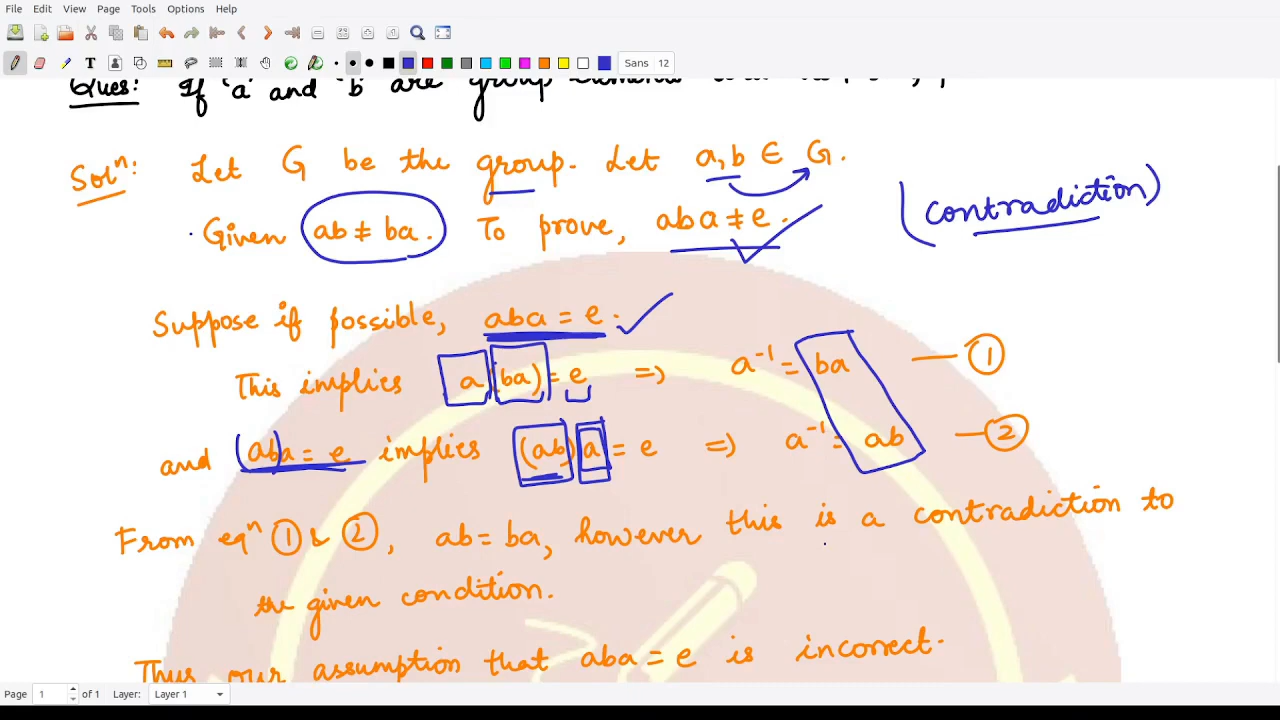 File Edit View Page Tools Options Help
Sans 12
Ques: If 'a' and 'b' are group
Solⁿ: Let G be the group. Let a,b ∈ G.
Given ab ≠ ba. To prove, aba ≠ e. (contradiction)
Suppose if possible, aba = e.
This implies a(ba) = e => a⁻¹ = ba — ①
and (ab)a = e implies (ab)a = e => a⁻¹ = ab — ②
From eqⁿ ① & ②, ab = ba, however this is a contradiction to
the given condition.
Thus our assumption that aba = e is incorrect.
Page 1 of 1 Layer: Layer 1